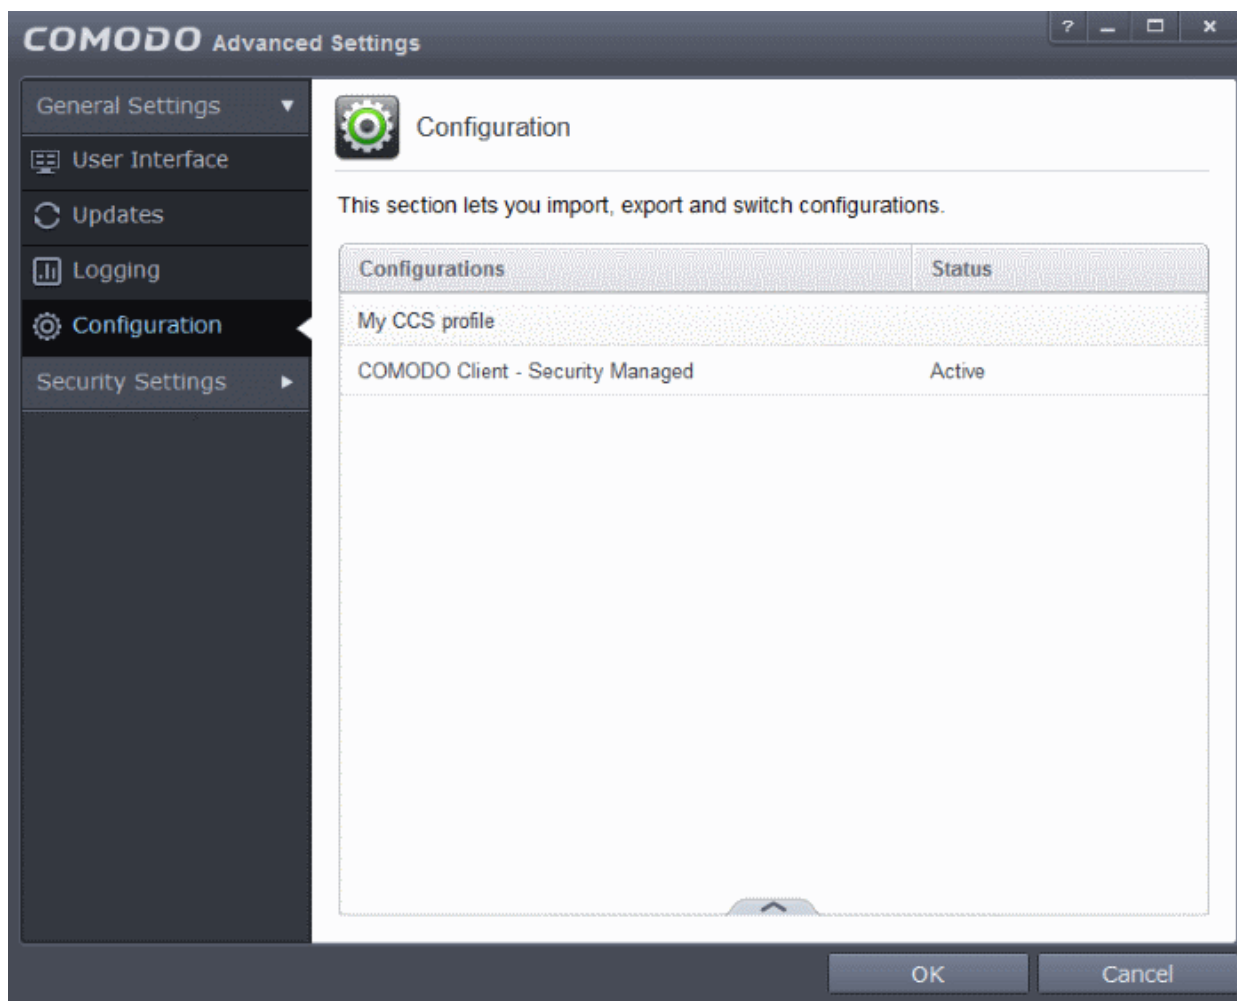 COMODO Advanced Settings
?
General Settings
User Interface
Updates
Logging
Configuration
Security Settings
Configuration
This section lets you import, export and switch configurations.
Configurations Status
My CCS profile
COMODO Client - Security Managed Active
OK Cancel